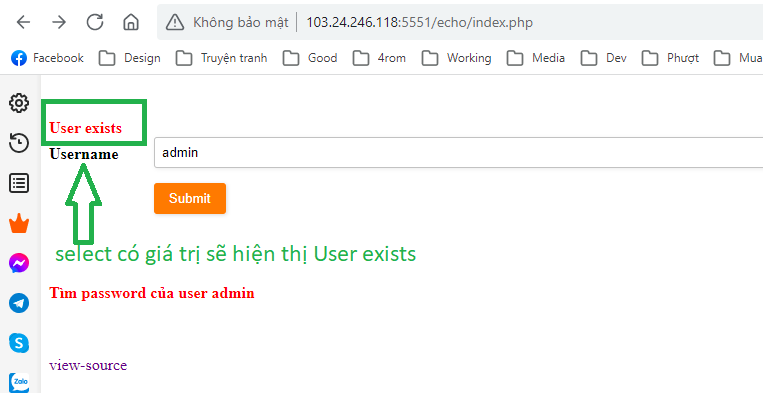 Không bảo mật 103.24.246.118:5551/echo/index.php
Facebook Design Truyện tranh Good 4rom Working Media Dev Phượt Mua
User exists
Username admin
Submit
select có giá trị sẽ hiện thị User exists
Tìm password của user admin
view-source
Zalo